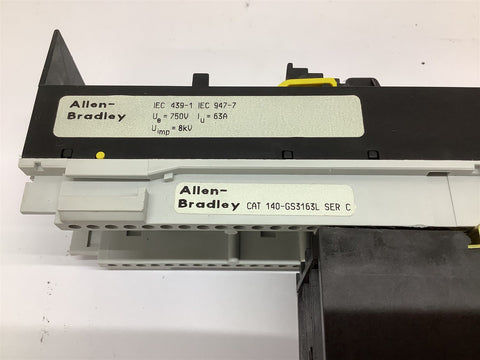 Allen-
Bradley
IEC 439-1 IEC 947-7
Ue = 750V Iu = 63A
Uimp = 8kV
Allen-
Bradley CAT 140-GS3163L SER C